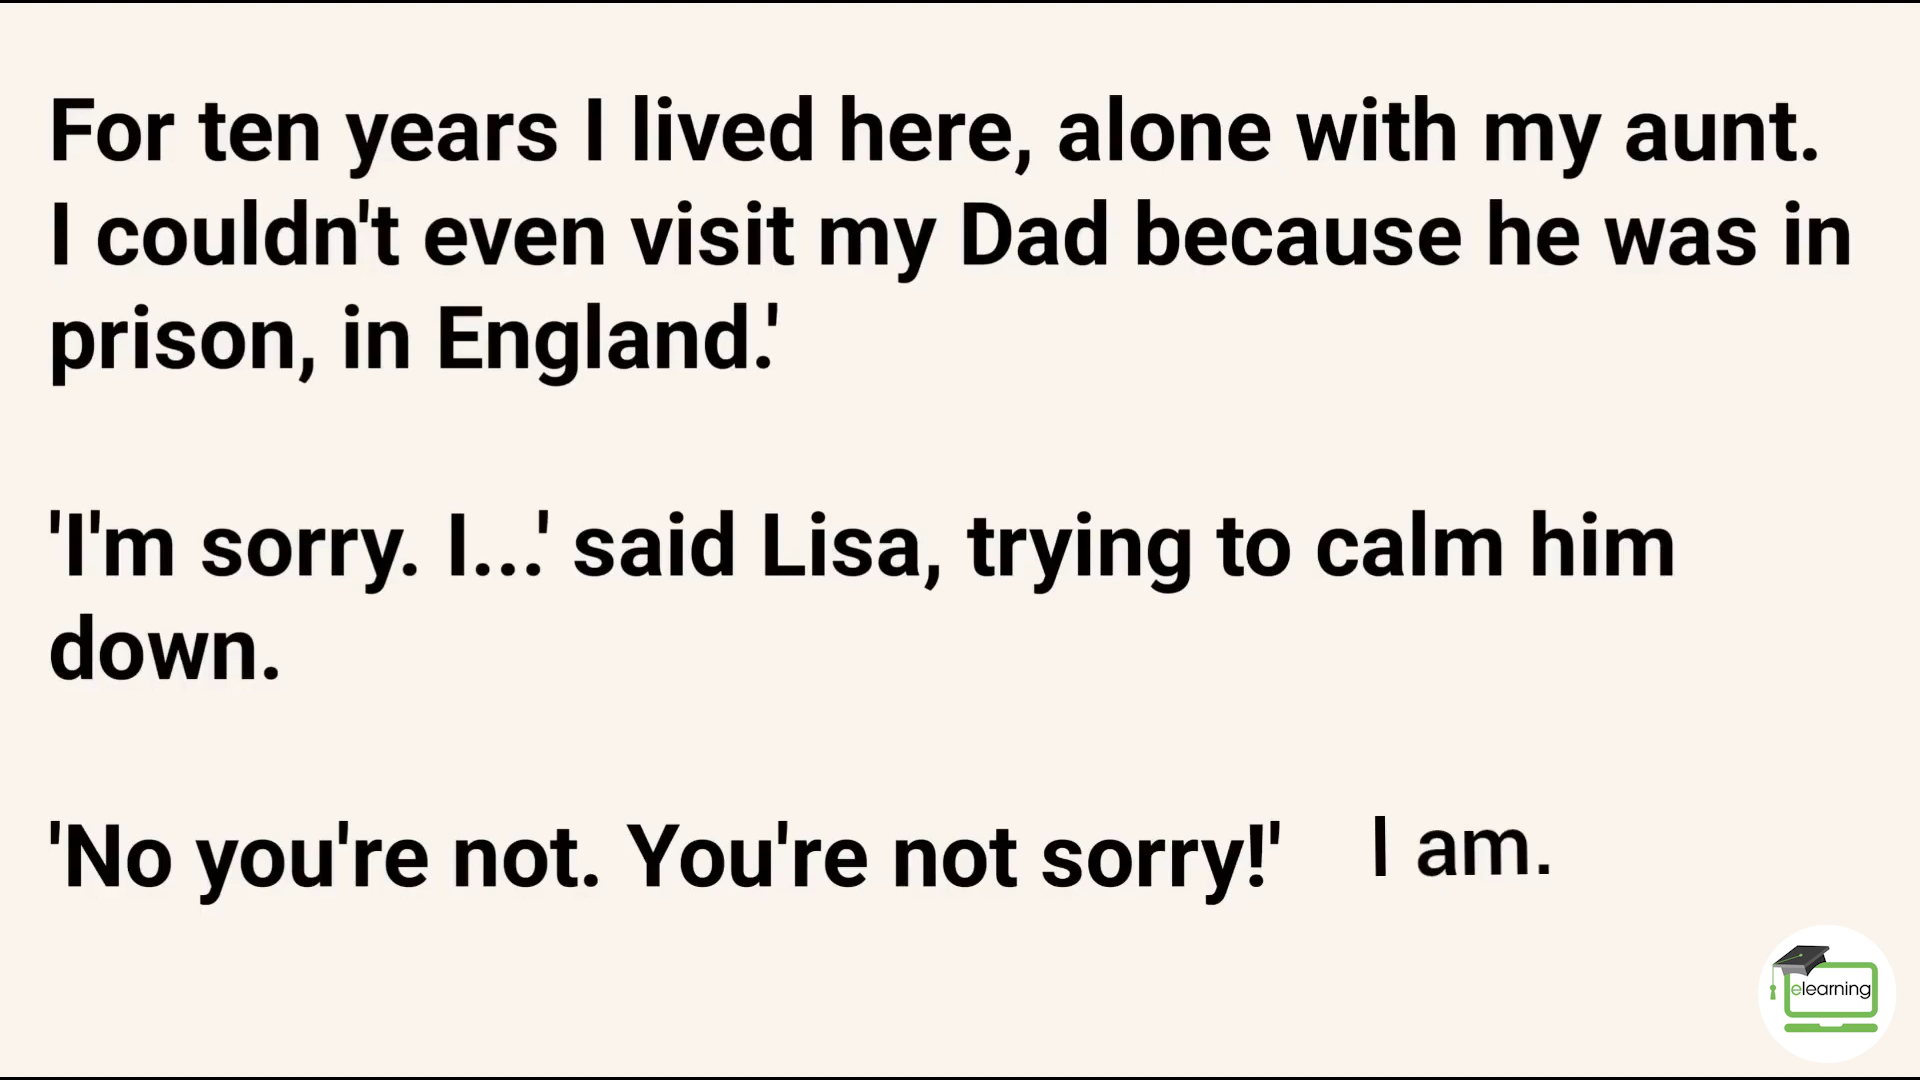 For ten years I lived here, alone with my aunt.
I couldn't even visit my Dad because he was in
prison, in England.'
'I'm sorry. I...' said Lisa, trying to calm him
down.
'No you're not. You're not sorry!' I am.
elearning